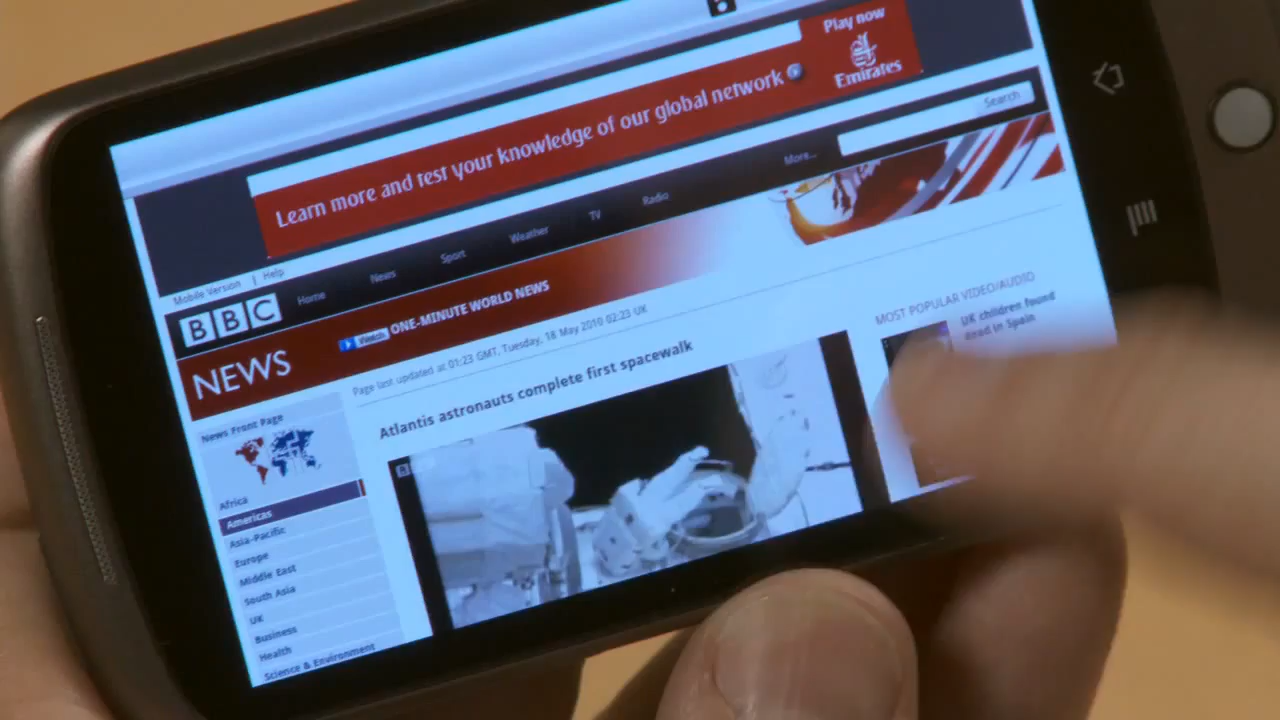 Play now
Emirates
Learn more and test your knowledge of our global network
Search
More...
Mobile Version | Help
BBC Home News Sport Weather TV Radio
NEWS Watch ONE-MINUTE WORLD NEWS
Page last updated at 01:23 GMT, Tuesday, 18 May 2010 02:23 UK
News Front Page
Africa
Americas
Asia-Pacific
Europe
Middle East
South Asia
UK
Business
Health
Science & Environment
Atlantis astronauts complete first spacewalk
MOST POPULAR VIDEO/AUDIO
UK children found
dead in Spain